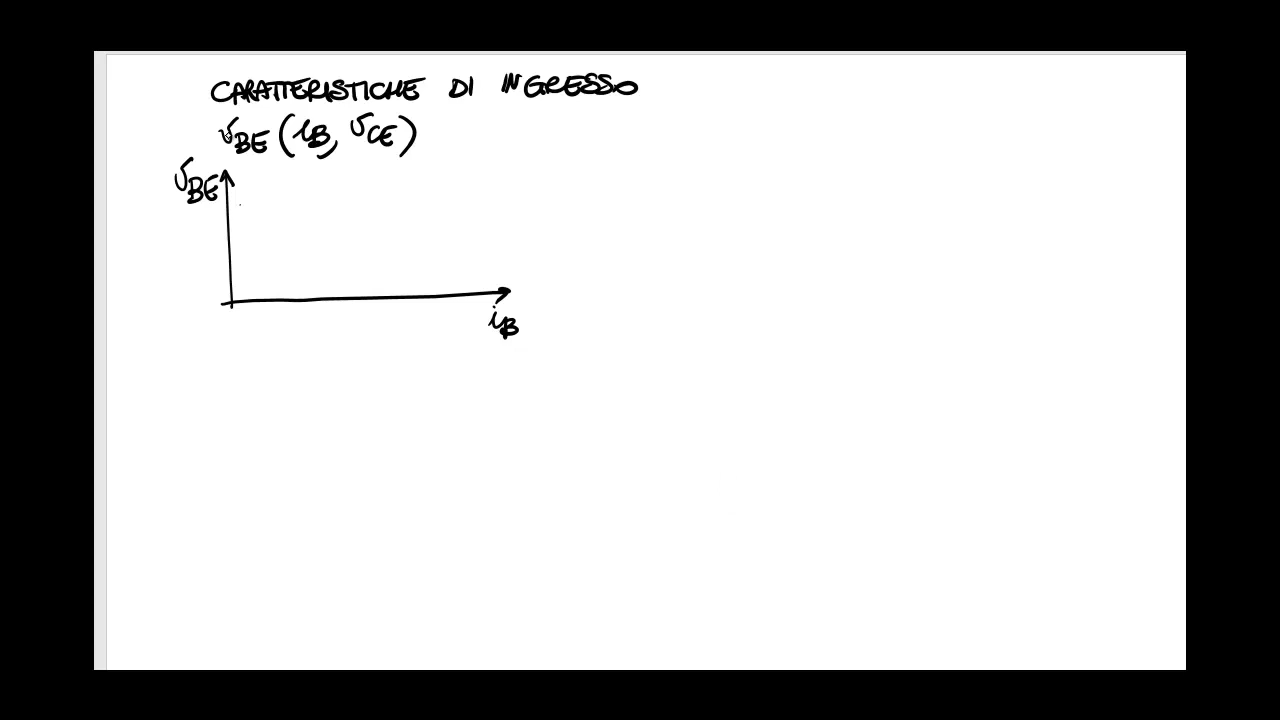 CARATTERISTICHE DI INGRESSO
vBE (iB, vCE)
vBE
iB